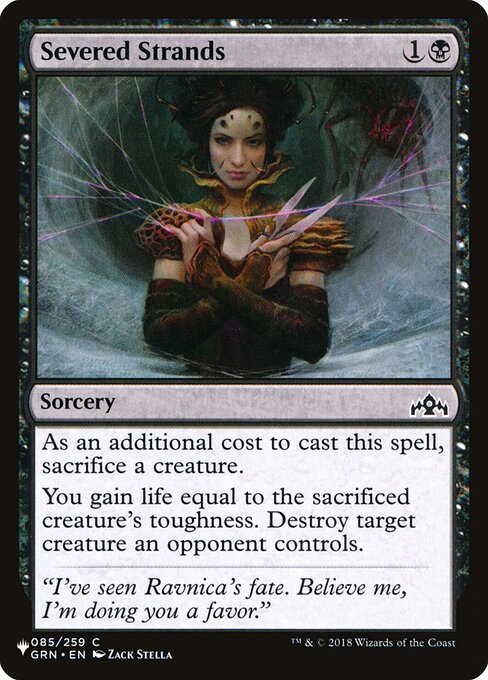 Severed Strands 1
Sorcery
As an additional cost to cast this spell,
sacrifice a creature.
You gain life equal to the sacrificed
creature's toughness. Destroy target
creature an opponent controls.
“I've seen Ravnica's fate. Believe me,
I'm doing you a favor.”
085/259 C
GRN • EN Zack Stella
™ & © 2018 Wizards of the Coast